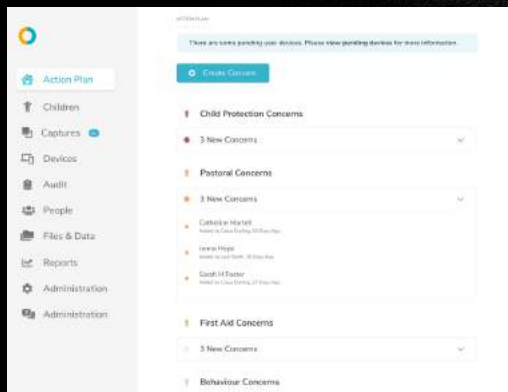 ACTION PLAN
There are some pending user devices. Please view pending devices for more information.
Create Concern
Action Plan
Children
Captures
Devices
Audit
People
Files & Data
Reports
Administration
Administration
Child Protection Concerns
3 New Concerns
Pastoral Concerns
3 New Concerns
Catherine Martell
Jenna Hope
Sarah H Foster
First Aid Concerns
3 New Concerns
Behaviour Concerns